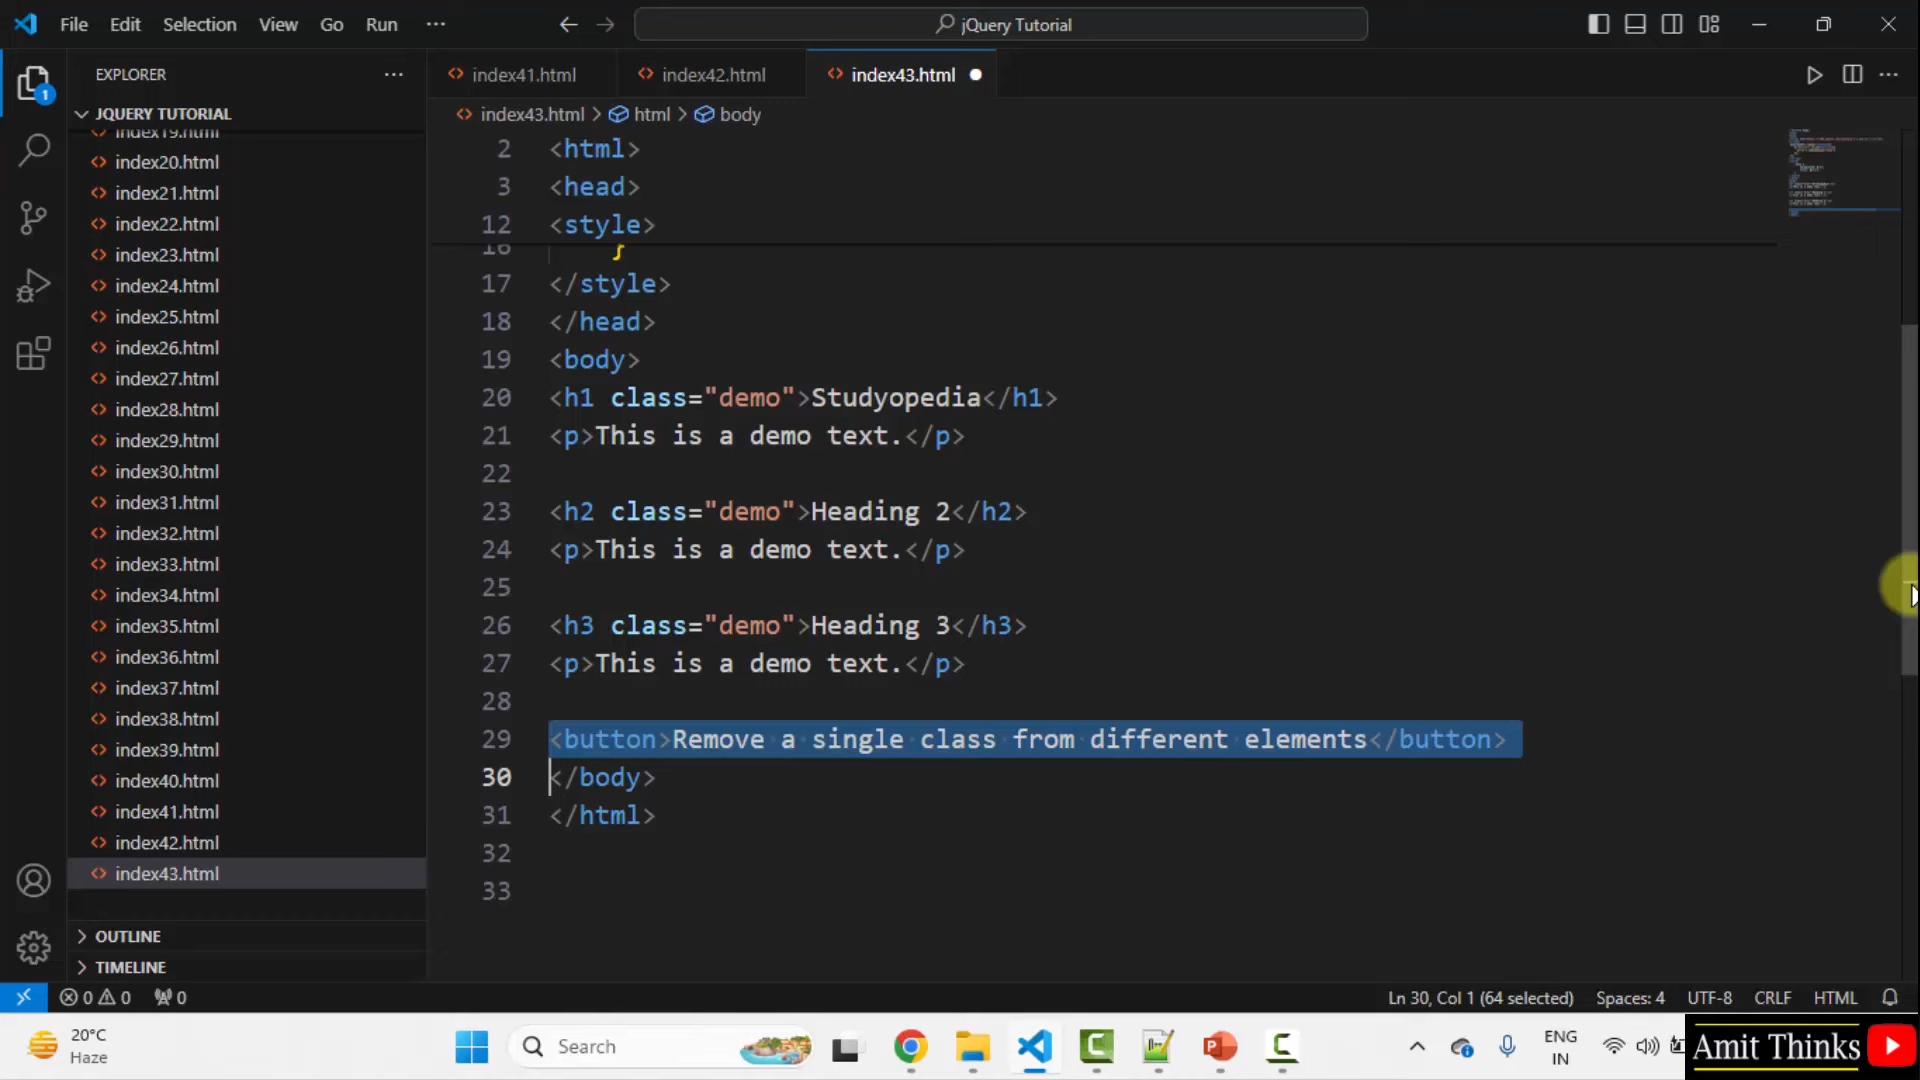 File Edit Selection View Go Run ··· jQuery Tutorial
EXPLORER ··· index41.html index42.html index43.html
JQUERY TUTORIAL index43.html > html > body
index19.html
index20.html
index21.html
index22.html
index23.html
index24.html
index25.html
index26.html
index27.html
index28.html
index29.html
index30.html
index31.html
index32.html
index33.html
index34.html
index35.html
index36.html
index37.html
index38.html
index39.html
index40.html
index41.html
index42.html
index43.html
OUTLINE
TIMELINE
2 <html>
3 <head>
12 <style>
16 }
17 </style>
18 </head>
19 <body>
20 <h1 class="demo">Studyopedia</h1>
21 <p>This is a demo text.</p>
22
23 <h2 class="demo">Heading 2</h2>
24 <p>This is a demo text.</p>
25
26 <h3 class="demo">Heading 3</h3>
27 <p>This is a demo text.</p>
28
29 <button>Remove a single class from different elements</button>
30 </body>
31 </html>
32
33
0 0 0 Ln 30, Col 1 (64 selected) Spaces: 4 UTF-8 CRLF HTML
20°C
Haze
Search
ENG
IN
Amit Thinks
1